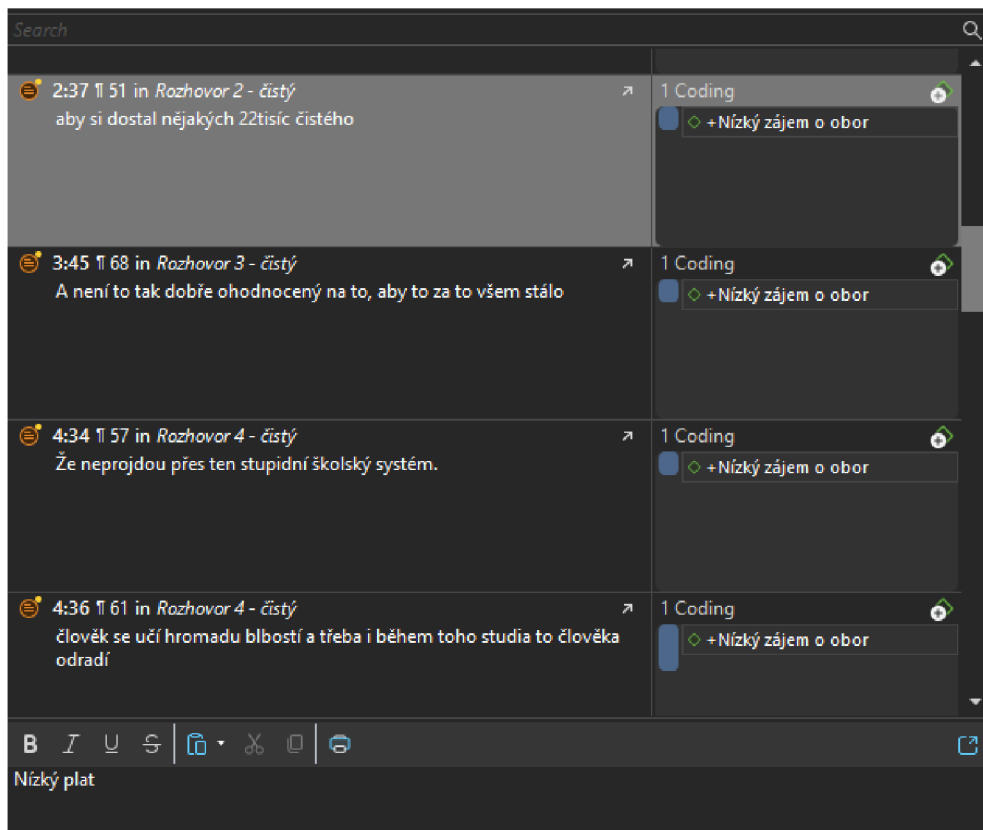 Search
2:37 ¶ 51 in Rozhovor 2 - čistý
1 Coding
aby si dostal nějakých 22tisíc čistého
+Nízký zájem o obor
3:45 ¶ 68 in Rozhovor 3 - čistý
1 Coding
A není to tak dobře ohodnocený na to, aby to za to všem stálo
+Nízký zájem o obor
4:34 ¶ 57 in Rozhovor 4 - čistý
1 Coding
Že neprojdou přes ten stupidní školský systém.
+Nízký zájem o obor
4:36 ¶ 61 in Rozhovor 4 - čistý
1 Coding
člověk se učí hromadu blbostí a třeba i během toho studia to člověka
odradí
+Nízký zájem o obor
B I U S
Nízký plat